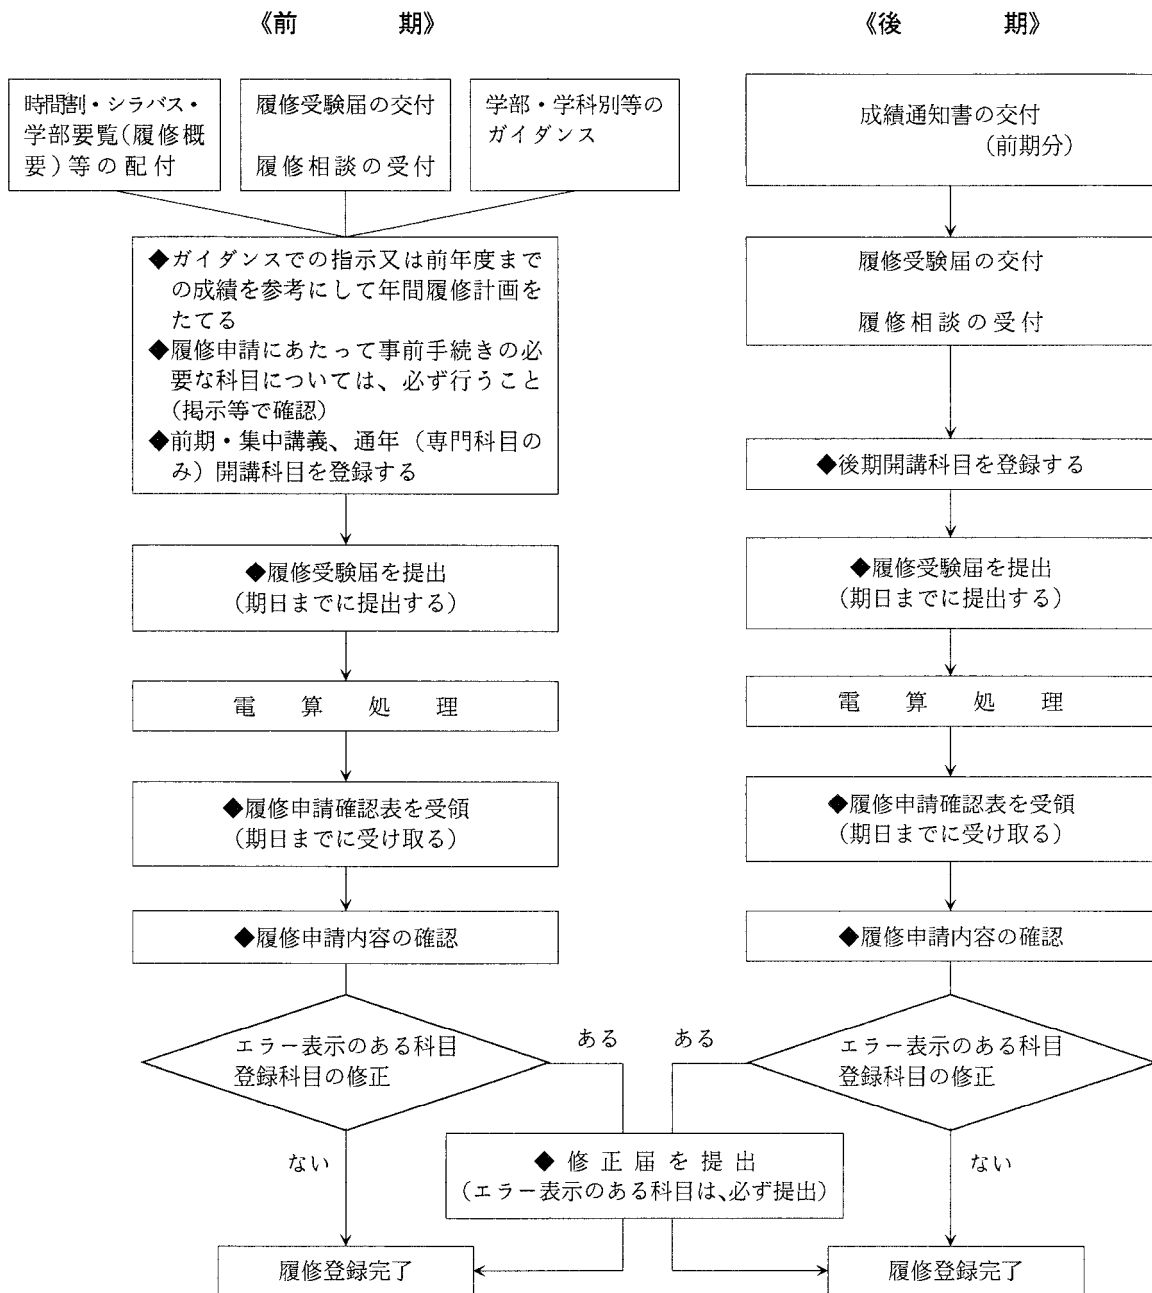 《前　　　期》
時間割・シラバス・
学部要覧(履修概
要)等の配付
履修受験届の交付
履修相談の受付
学部・学科別等の
ガイダンス
◆ガイダンスでの指示又は前年度まで
の成績を参考にして年間履修計画を
たてる
◆履修申請にあたって事前手続きの必
要な科目については、必ず行うこと
(掲示等で確認)
◆前期・集中講義、通年（専門科目の
み）開講科目を登録する
◆履修受験届を提出
(期日までに提出する)
電　算　処　理
◆履修申請確認表を受領
(期日までに受け取る)
◆履修申請内容の確認
エラー表示のある科目
登録科目の修正
ある
ない
履修登録完了
《後　　　期》
成績通知書の交付
(前期分)
履修受験届の交付
履修相談の受付
◆後期開講科目を登録する
◆履修受験届を提出
(期日までに提出する)
電　算　処　理
◆履修申請確認表を受領
(期日までに受け取る)
◆履修申請内容の確認
エラー表示のある科目
登録科目の修正
ある
ない
◆ 修 正 届 を 提 出
(エラー表示のある科目は、必ず提出)
履修登録完了